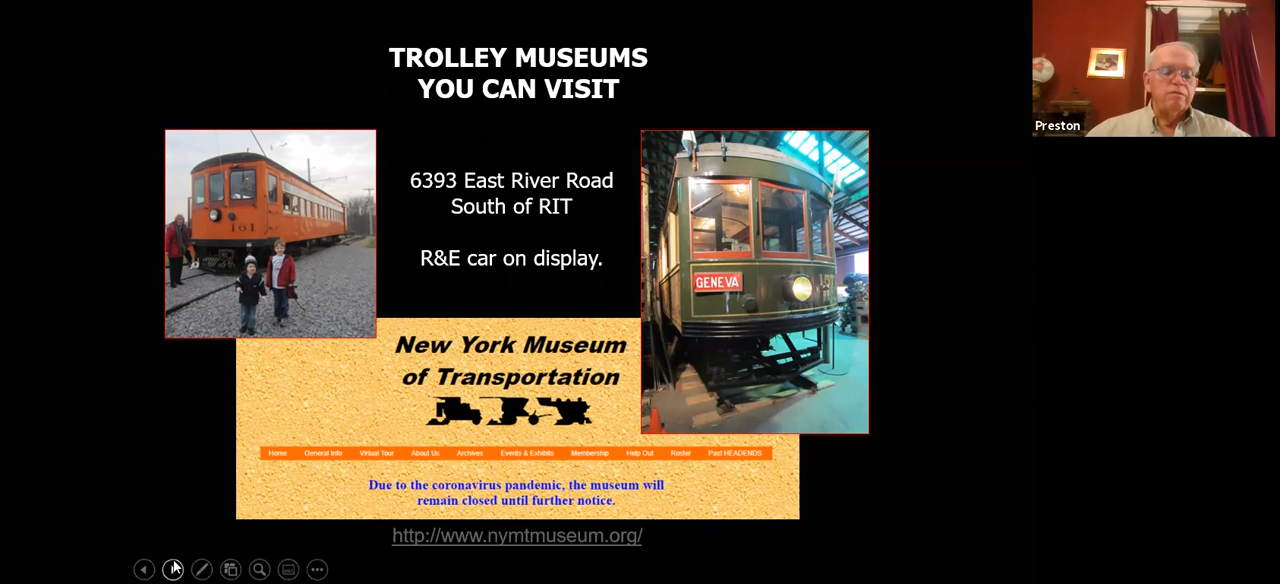 TROLLEY MUSEUMS
YOU CAN VISIT
Preston
6393 East River Road
South of RIT
R&E car on display.
161
GENEVA
New York Museum
of Transportation
Home General Info Virtual Tour About Us Archives Events & Exhibits Membership Help Out Roster Past HEADENDS
Due to the coronavirus pandemic, the museum will
remain closed until further notice.
http://www.nymtmuseum.org/